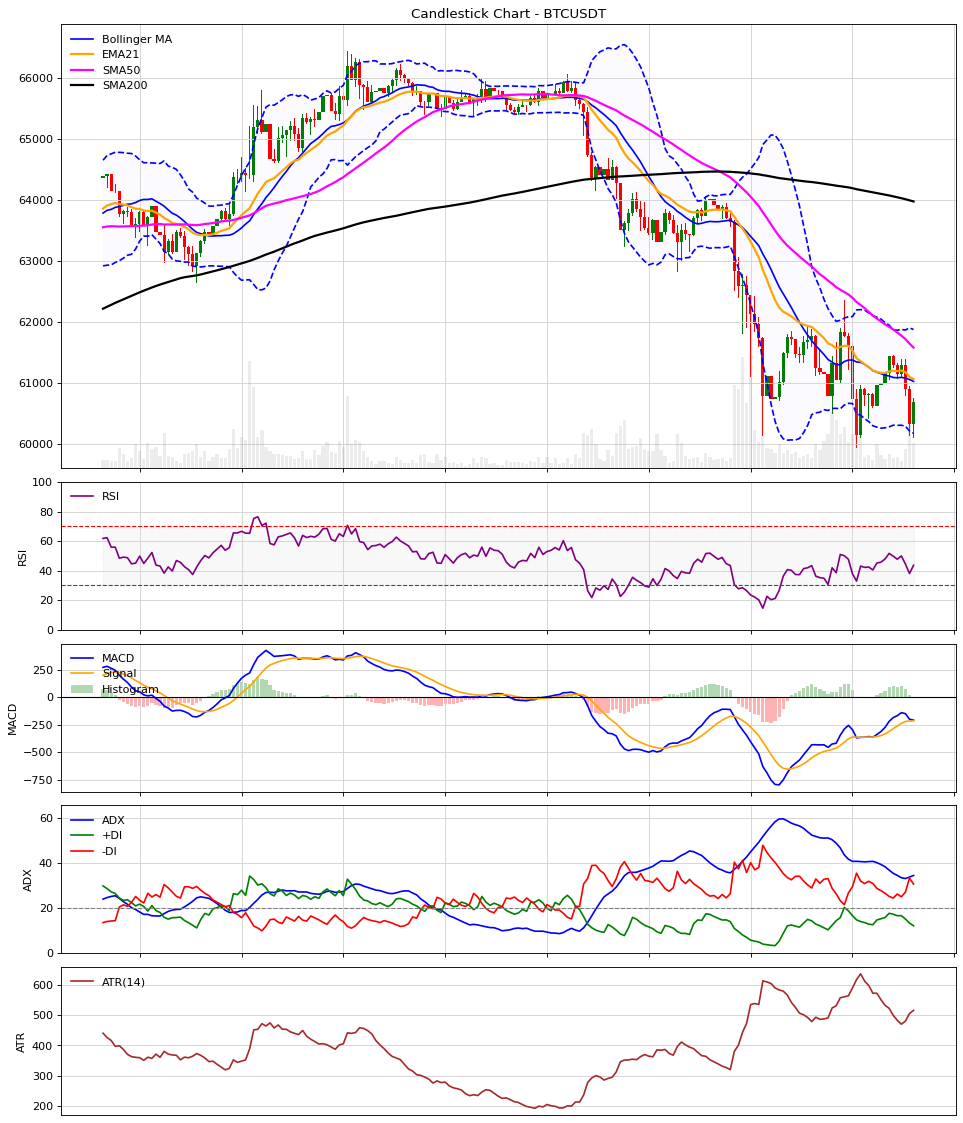 Candlestick Chart - BTCUSDT
Bollinger MA
EMA21
SMA50
SMA200
66000
65000
64000
63000
62000
61000
60000
RSI
100
80
60
40
20
0
RSI
MACD
Signal
Histogram
250
0
−250
−500
−750
MACD
ADX
+DI
-DI
60
40
20
0
ADX
ATR(14)
600
500
400
300
200
ATR